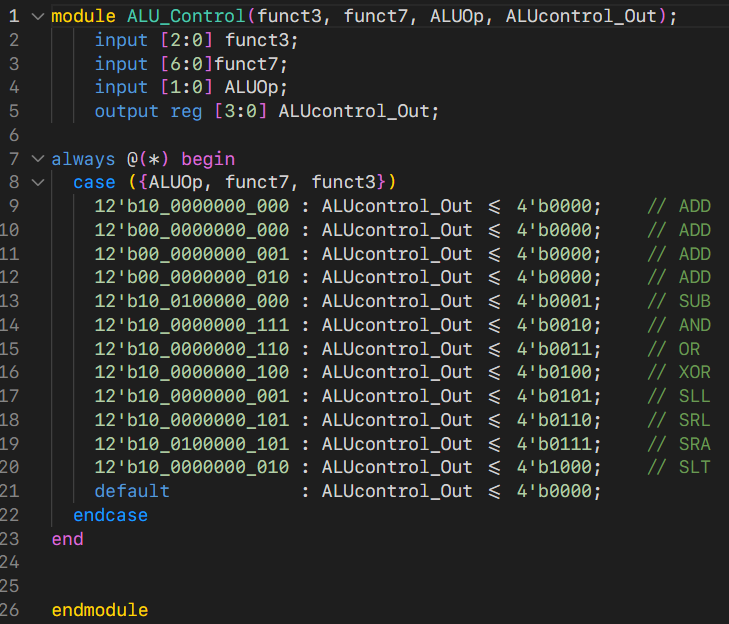 1 module ALU_Control(funct3, funct7, ALUOp, ALUcontrol_Out);
2     input [2:0] funct3;
3     input [6:0]funct7;
4     input [1:0] ALUOp;
5     output reg [3:0] ALUcontrol_Out;
6
7 always @(*) begin
8   case ({ALUOp, funct7, funct3})
9     12'b10_0000000_000 : ALUcontrol_Out <= 4'b0000;    // ADD
10     12'b00_0000000_000 : ALUcontrol_Out <= 4'b0000;    // ADD
11     12'b00_0000000_001 : ALUcontrol_Out <= 4'b0000;    // ADD
12     12'b00_0000000_010 : ALUcontrol_Out <= 4'b0000;    // ADD
13     12'b10_0100000_000 : ALUcontrol_Out <= 4'b0001;    // SUB
14     12'b10_0000000_111 : ALUcontrol_Out <= 4'b0010;    // AND
15     12'b10_0000000_110 : ALUcontrol_Out <= 4'b0011;    // OR
16     12'b10_0000000_100 : ALUcontrol_Out <= 4'b0100;    // XOR
17     12'b10_0000000_001 : ALUcontrol_Out <= 4'b0101;    // SLL
18     12'b10_0000000_101 : ALUcontrol_Out <= 4'b0110;    // SRL
19     12'b10_0100000_101 : ALUcontrol_Out <= 4'b0111;    // SRA
20     12'b10_0000000_010 : ALUcontrol_Out <= 4'b1000;    // SLT
21     default            : ALUcontrol_Out <= 4'b0000;
22   endcase
23 end
24
25
26 endmodule